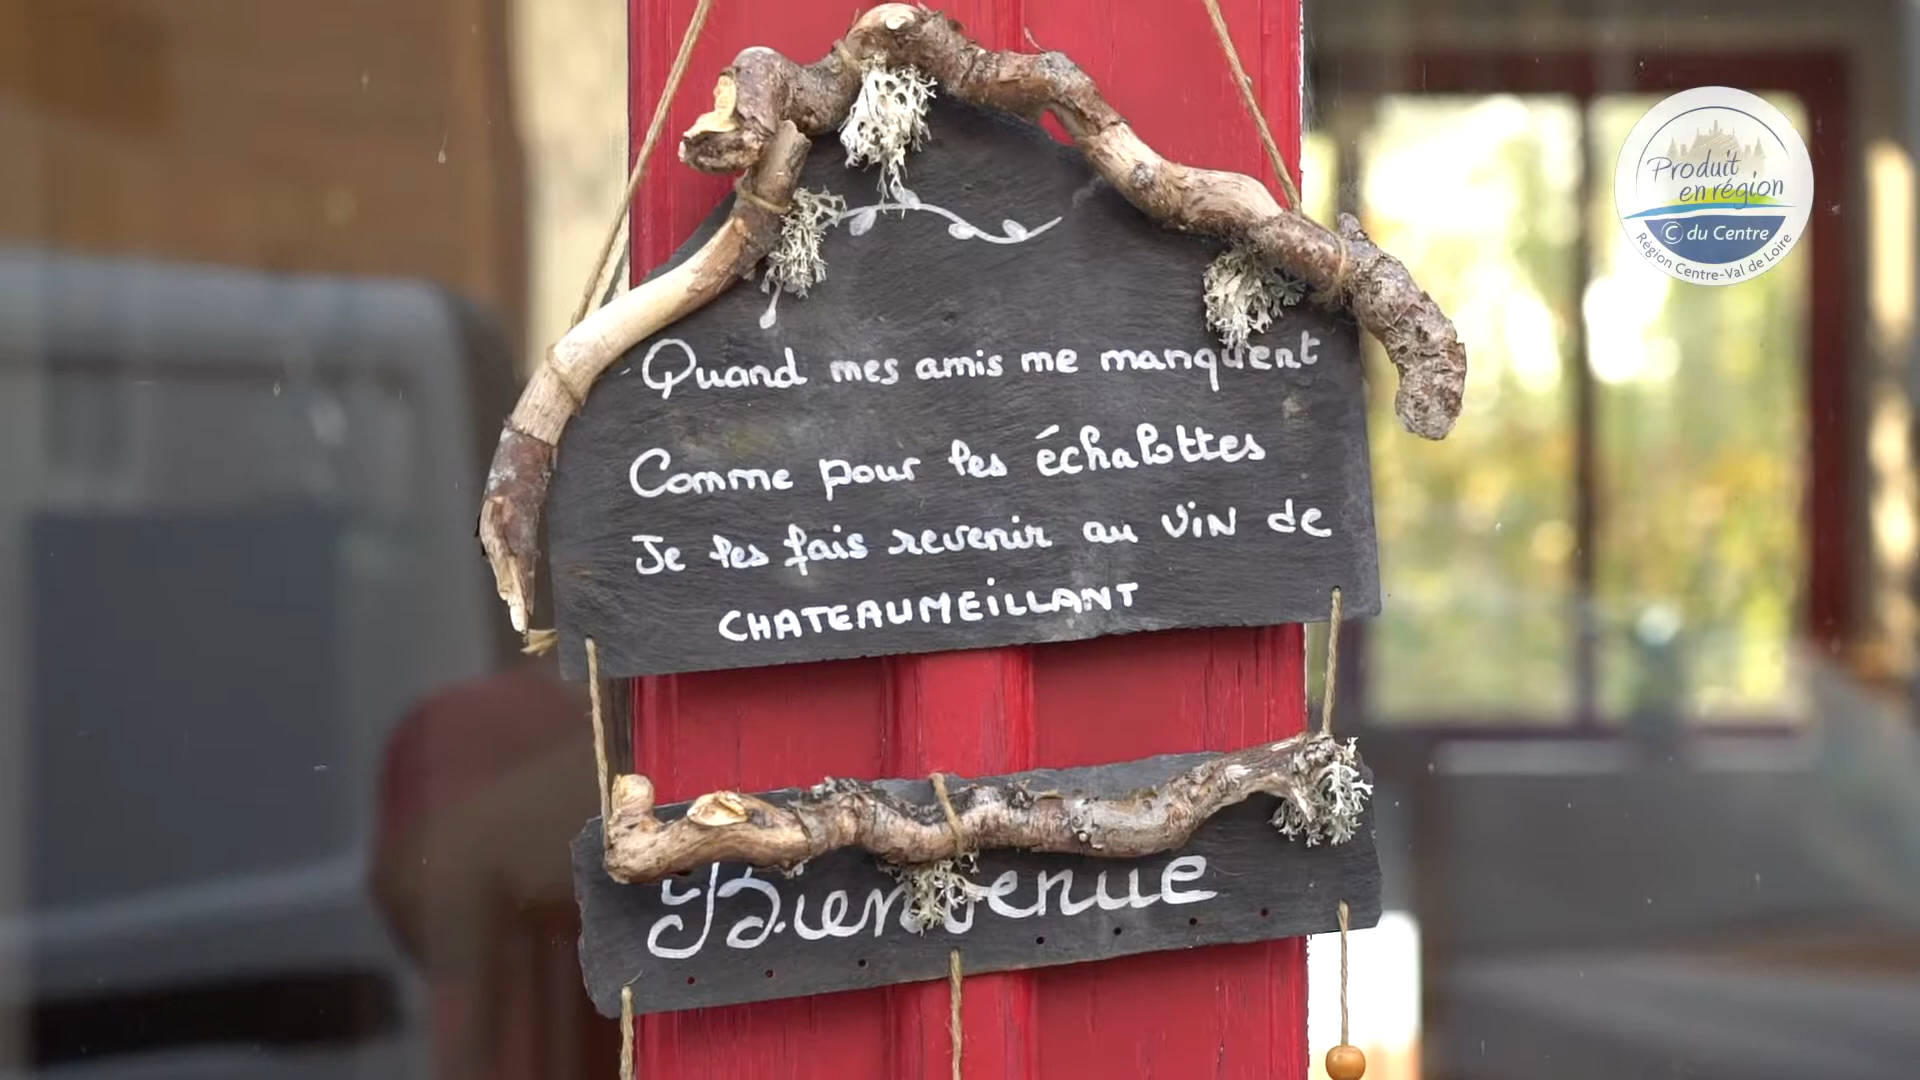 Quand mes amis me manquent
Comme pour les échalottes
Je les fais revenir au ViN de
CHATEAUMEiLLANT
Bienvenue
Produit
en région
© du Centre
Région Centre-Val de Loire